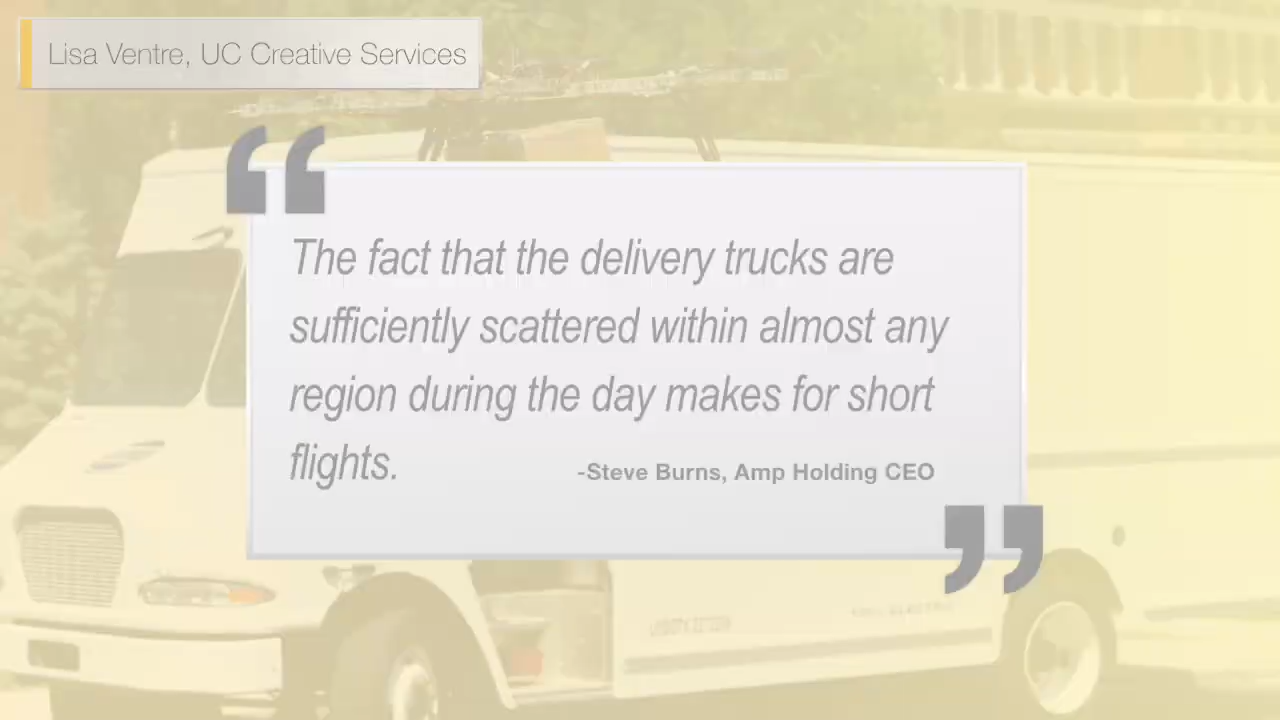 Lisa Ventre, UC Creative Services
“
The fact that the delivery trucks are
sufficiently scattered within almost any
region during the day makes for short
flights.
-Steve Burns, Amp Holding CEO
”